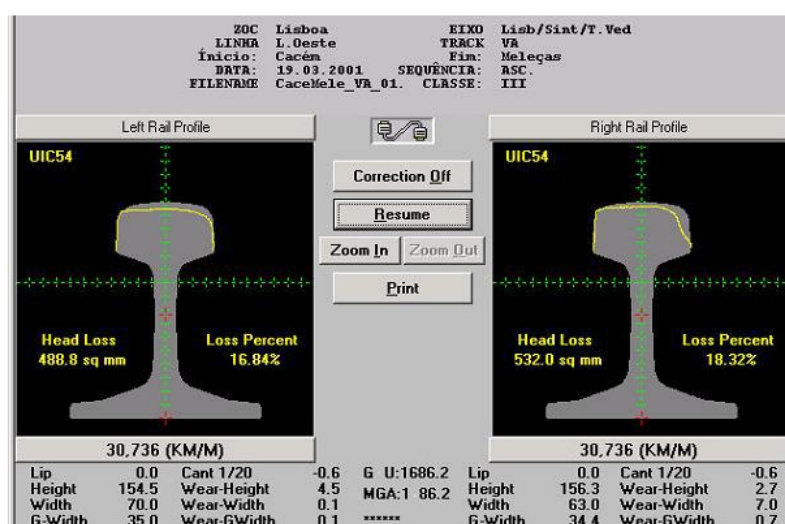 ZOC Lisboa EIXO Lisb/Sint/T.Ved
LINHA L.Oeste TRACK VA
Ínicio: Cacém Fim: Meleças
DATA: 19.03.2001 SEQUÊNCIA: ASC.
FILENAME CaceMele_VA_01. CLASSE: III
Left Rail Profile
Right Rail Profile
UIC54
UIC54
Correction Off
Resume
Zoom In Zoom Out
Print
Head Loss Loss Percent
488.8 sq mm 16.84%
Head Loss Loss Percent
532.0 sq mm 18.32%
30,736 (KM/M)
30,736 (KM/M)
Lip 0.0 Cant 1/20 -0.6 G U:1686.2 Lip 0.0 Cant 1/20 -0.6
Height 154.5 Wear-Height 4.5 MGA:1 86.2 Height 156.3 Wear-Height 2.7
Width 70.0 Wear-Width 0.1 Width 63.0 Wear-Width 7.0
G-Width 35.0 Wear-GWidth 0.1 ****** G-Width 34.4 Wear-GWidth 0.7